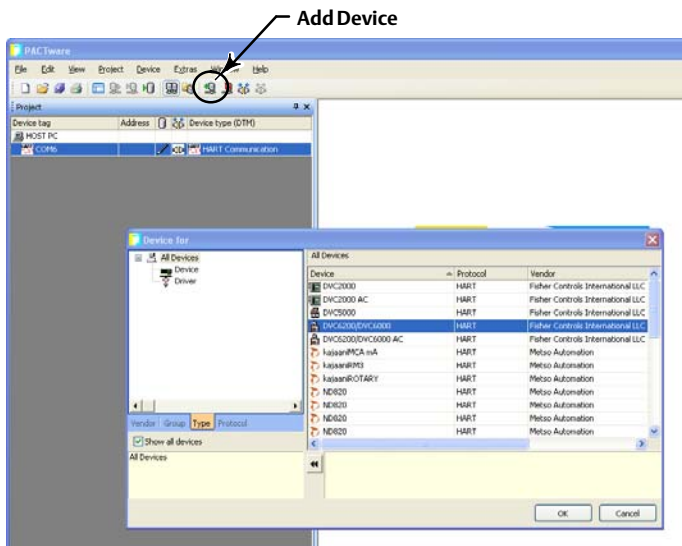 Add Device
PACTware
File Edit View Project Device Extras Help
Project
Device tag Address Device type (DTM)
HOST PC
COM6 HART Communication
Device for
All Devices
Device
Driver
All Devices
Device Protocol Vendor
DVC2000 HART Fisher Controls International LLC
DVC2000 AC HART Fisher Controls International LLC
DVC5000 HART Fisher Controls International LLC
DVC6200/DVC6000 HART Fisher Controls International LLC
DVC6200/DVC6000 AC HART Fisher Controls International LLC
kajaaniMCA mA HART Metso Automation
kajaaniRM3 HART Metso Automation
kajaaniROTARY HART Metso Automation
ND820 HART Metso Automation
ND820 HART Metso Automation
ND820 HART Metso Automation
ND820 HART Metso Automation
Vendor Group Type Protocol
Show all devices
All Devices
OK Cancel